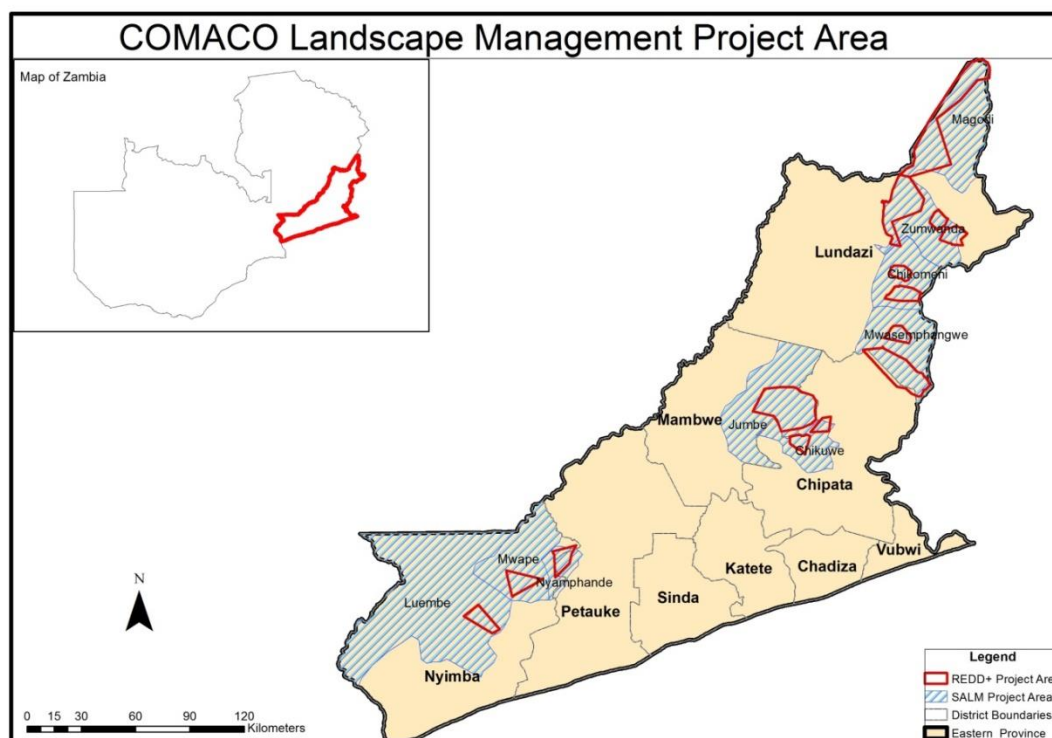 COMACO Landscape Management Project Area
Map of Zambia
Magodi
Zumwanda
Lundazi
Chikomeni
Mwasemphangwe
Mambwe
Jumbe
Chikuwe
Chipata
Vubwi
Chadiza
Katete
Sinda
Petauke
Mwape
Nyamphande
Luembe
Nyimba
N
0 15 30 60 90 120
Kilometers
Legend
REDD+ Project Area
SALM Project Area
District Boundaries
Eastern Province